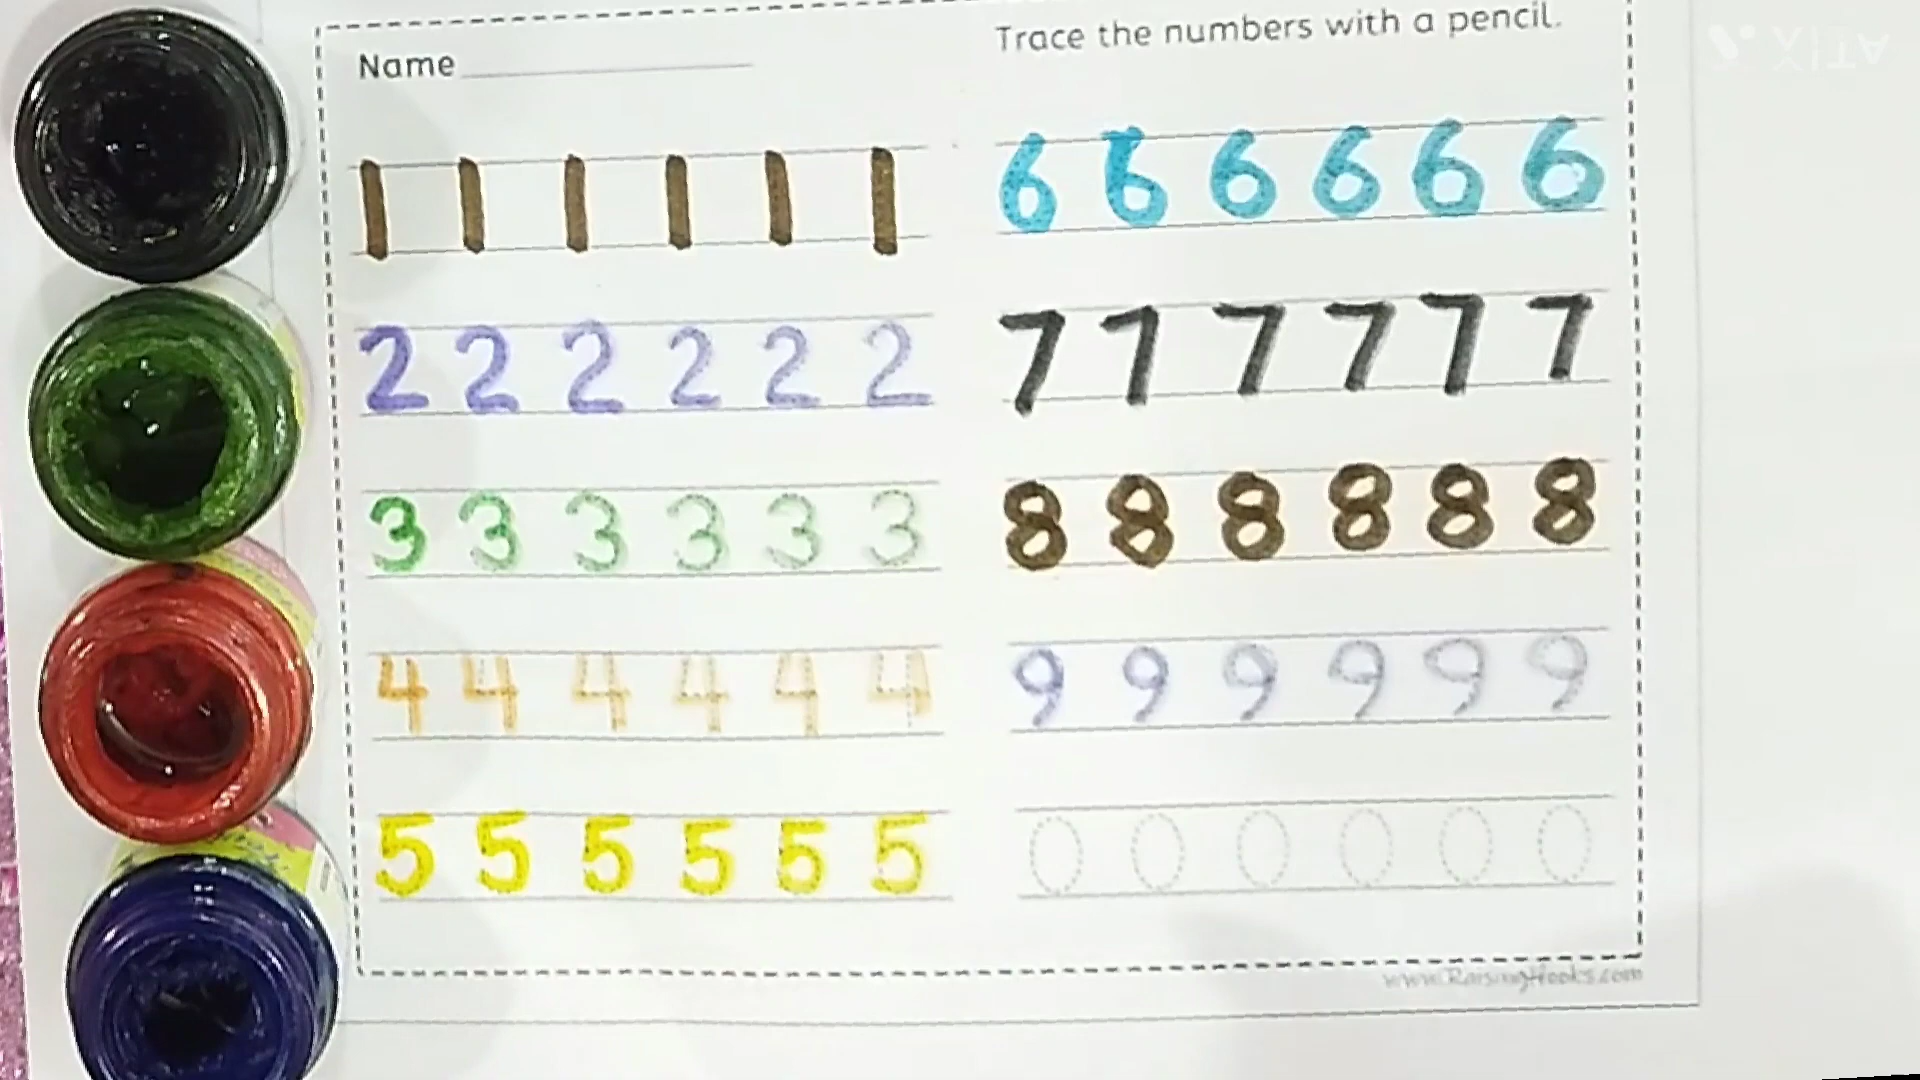 Name
Trace the numbers with a pencil.
1 1 1 1 1 1
2 2 2 2 2 2
3 3 3 3 3 3
4 4 4 4 4 4
5 5 5 5 5 5
6 6 6 6 6 6
7 7 7 7 7 7
8 8 8 8 8 8
9 9 9 9 9 9
0 0 0 0 0 0
www.RaisingHooks.com